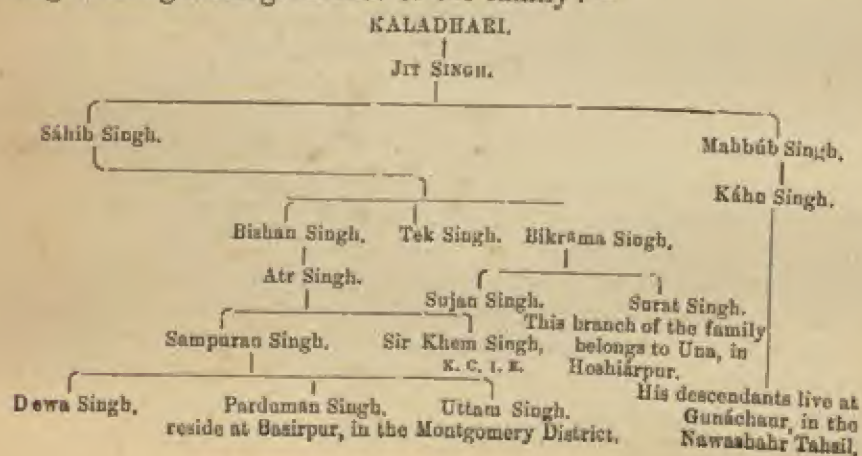 of the family :—
KALADHARI.
JIT SINGH.
Sáhib Singh.
Mahbúb Singh.
Káhn Singh.
Bishan Singh. Tek Singh. Bikrama Singh.
Atr Singh.
Sujan Singh. Surat Singh.
This branch of the family belongs to Una, in Hoshiárpur.
Sampuran Singh. Sir Khem Singh, K. C. I. E.
His descendants live at Gunáchaur, in the Nawashahr Tahsil.
Dewa Singh. Parduman Singh. Uttam Singh.
reside at Basirpur, in the Montgomery District.